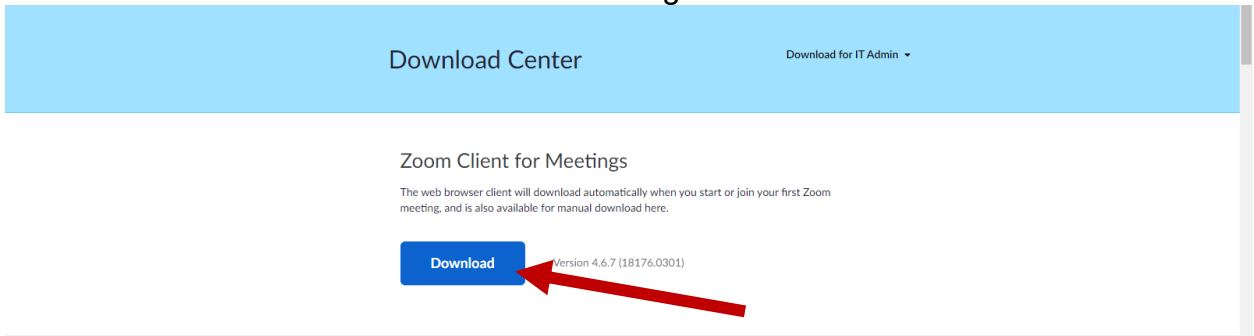 Download Center
Download for IT Admin
Zoom Client for Meetings
The web browser client will download automatically when you start or join your first Zoom
meeting, and is also available for manual download here.
Download
Version 4.6.7 (18176.0301)